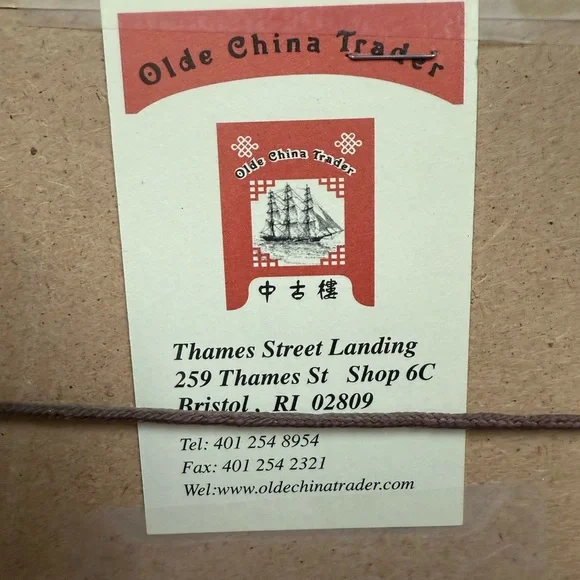 Olde China Trader
Olde China Trader
中古樓
Thames Street Landing
259 Thames St Shop 6C
Bristol , RI 02809
Tel: 401 254 8954
Fax: 401 254 2321
Wel:www.oldechinatrader.com